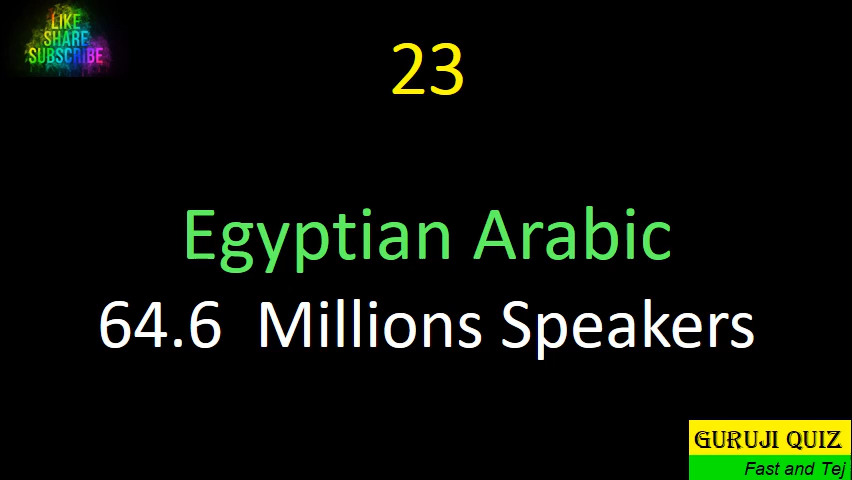 LIKE
SHARE
SUBSCRIBE
23
Egyptian Arabic
64.6 Millions Speakers
GURUJI QUIZ
Fast and Tej